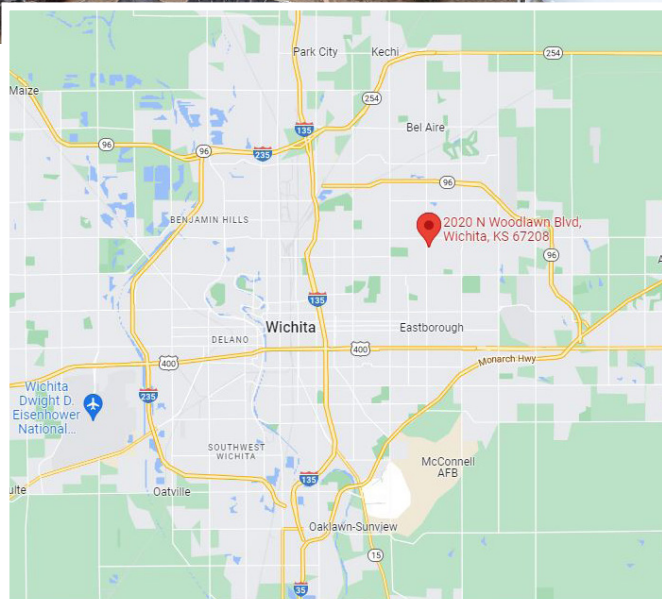 Park City
Kechi
254
Maize
254
135
Bel Aire
96
96
235
96
BENJAMIN HILLS
2020 N Woodlawn Blvd,
Wichita, KS 67208
96
135
Wichita
Eastborough
DELANO
400
400
Monarch Hwy
Wichita
Dwight D.
Eisenhower
National...
235
SOUTHWEST
WICHITA
McConnell
AFB
135
Oatville
Oaklawn-Sunview
15
35